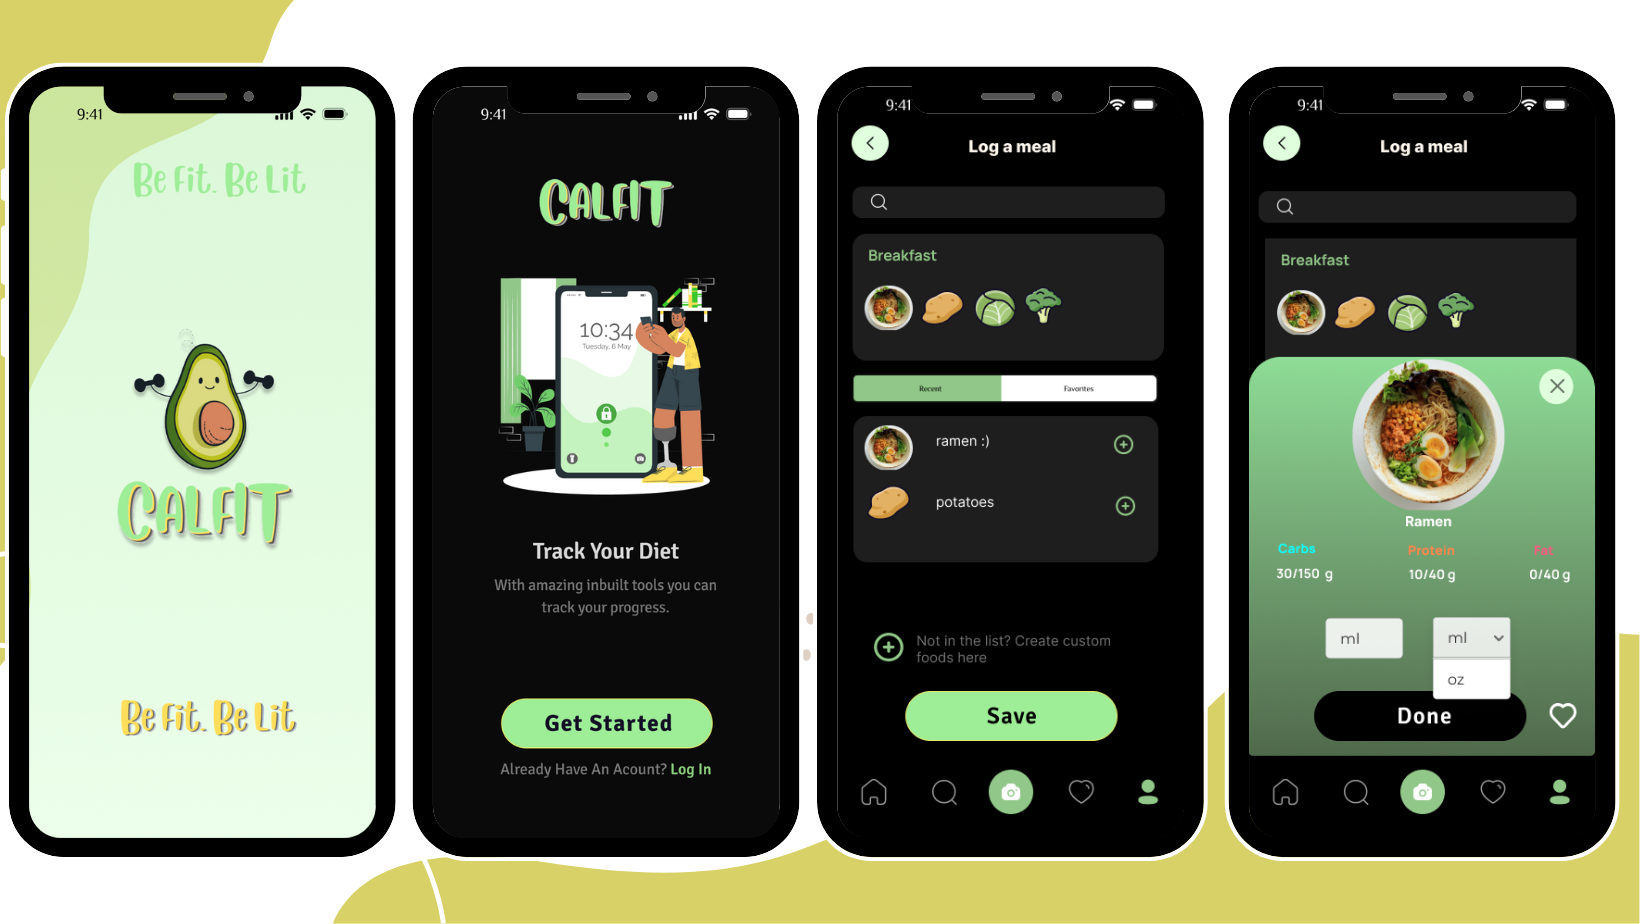 9:41
Be Fit. Be Lit
CALFIT
Be Fit. Be Lit
9:41
CALFIT
10:34
Tuesday, 6 May
Track Your Diet
With amazing inbuilt tools you can
track your progress.
Get Started
Already Have An Acount? Log In
9:41
Log a meal
Breakfast
Recent
Favorites
ramen :)
potatoes
Not in the list? Create custom
foods here
Save
9:41
Log a meal
Breakfast
Ramen
Carbs
Protein
Fat
30/150 g
10/40 g
0/40 g
ml
ml
oz
Done